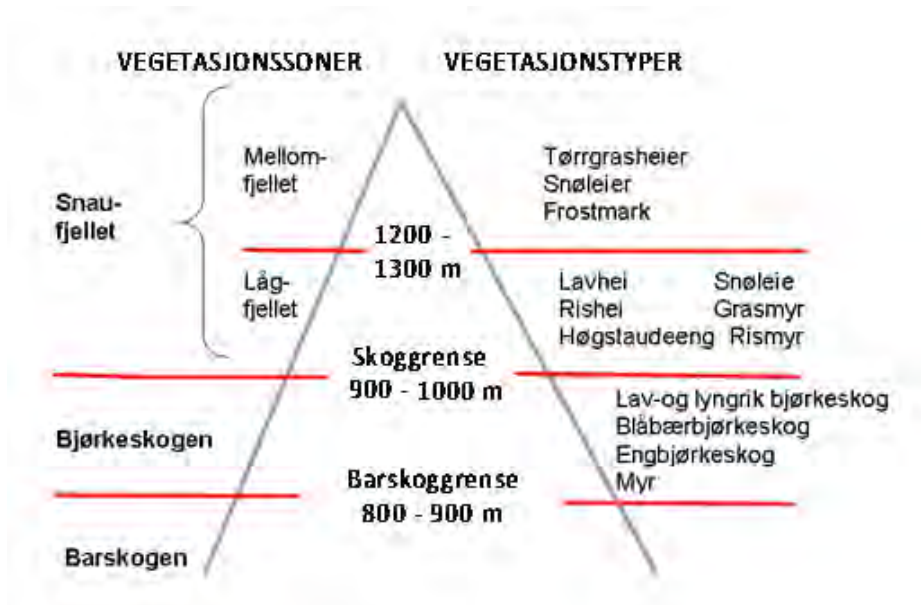 VEGETASJONSSONER VEGETASJONSTYPER
Snau-
fjellet
Mellom-
fjellet
Tørrgrasheier
Snøleier
Frostmark
1200 -
1300 m
Låg-
fjellet
Lavhei Snøleie
Rishei Grasmyr
Høgstaudeeng Rismyr
Skoggrense
900 - 1000 m
Bjørkeskogen
Lav-og lyngrik bjørkeskog
Blåbærbjørkeskog
Engbjørkeskog
Myr
Barskoggrense
800 - 900 m
Barskogen